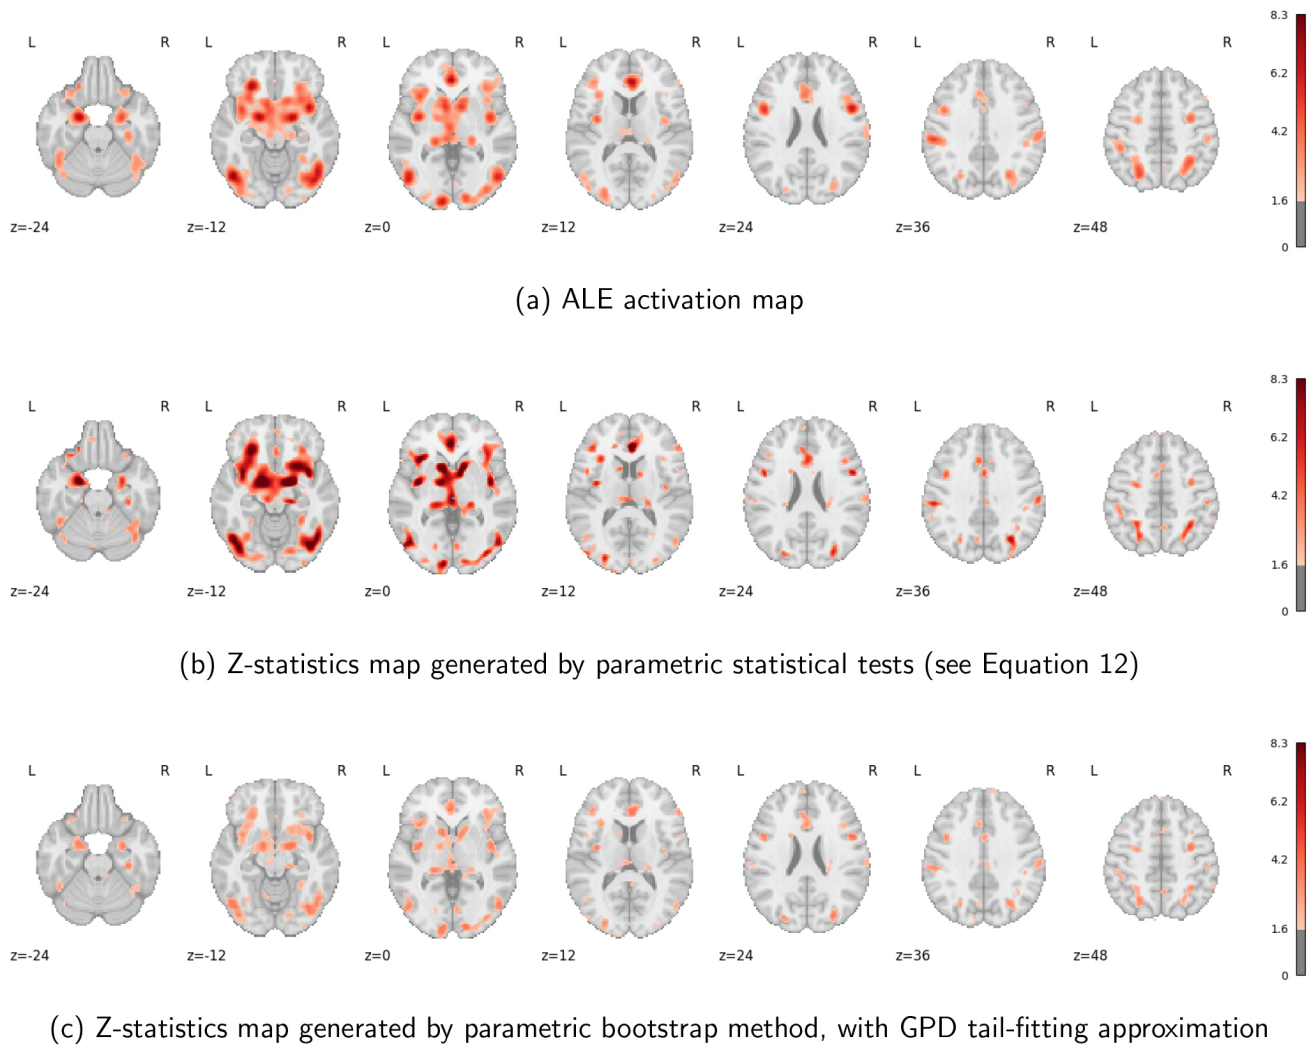 L R L R L R L R L R L R L R
8.3
6.2
4.2
1.6
0
z=-24 z=-12 z=0 z=12 z=24 z=36 z=48
(a) ALE activation map
L R L R L R L R L R L R L R
8.3
6.2
4.2
1.6
0
z=-24 z=-12 z=0 z=12 z=24 z=36 z=48
(b) Z-statistics map generated by parametric statistical tests (see Equation 12)
L R L R L R L R L R L R L R
8.3
6.2
4.2
1.6
0
z=-24 z=-12 z=0 z=12 z=24 z=36 z=48
(c) Z-statistics map generated by parametric bootstrap method, with GPD tail-fitting approximation